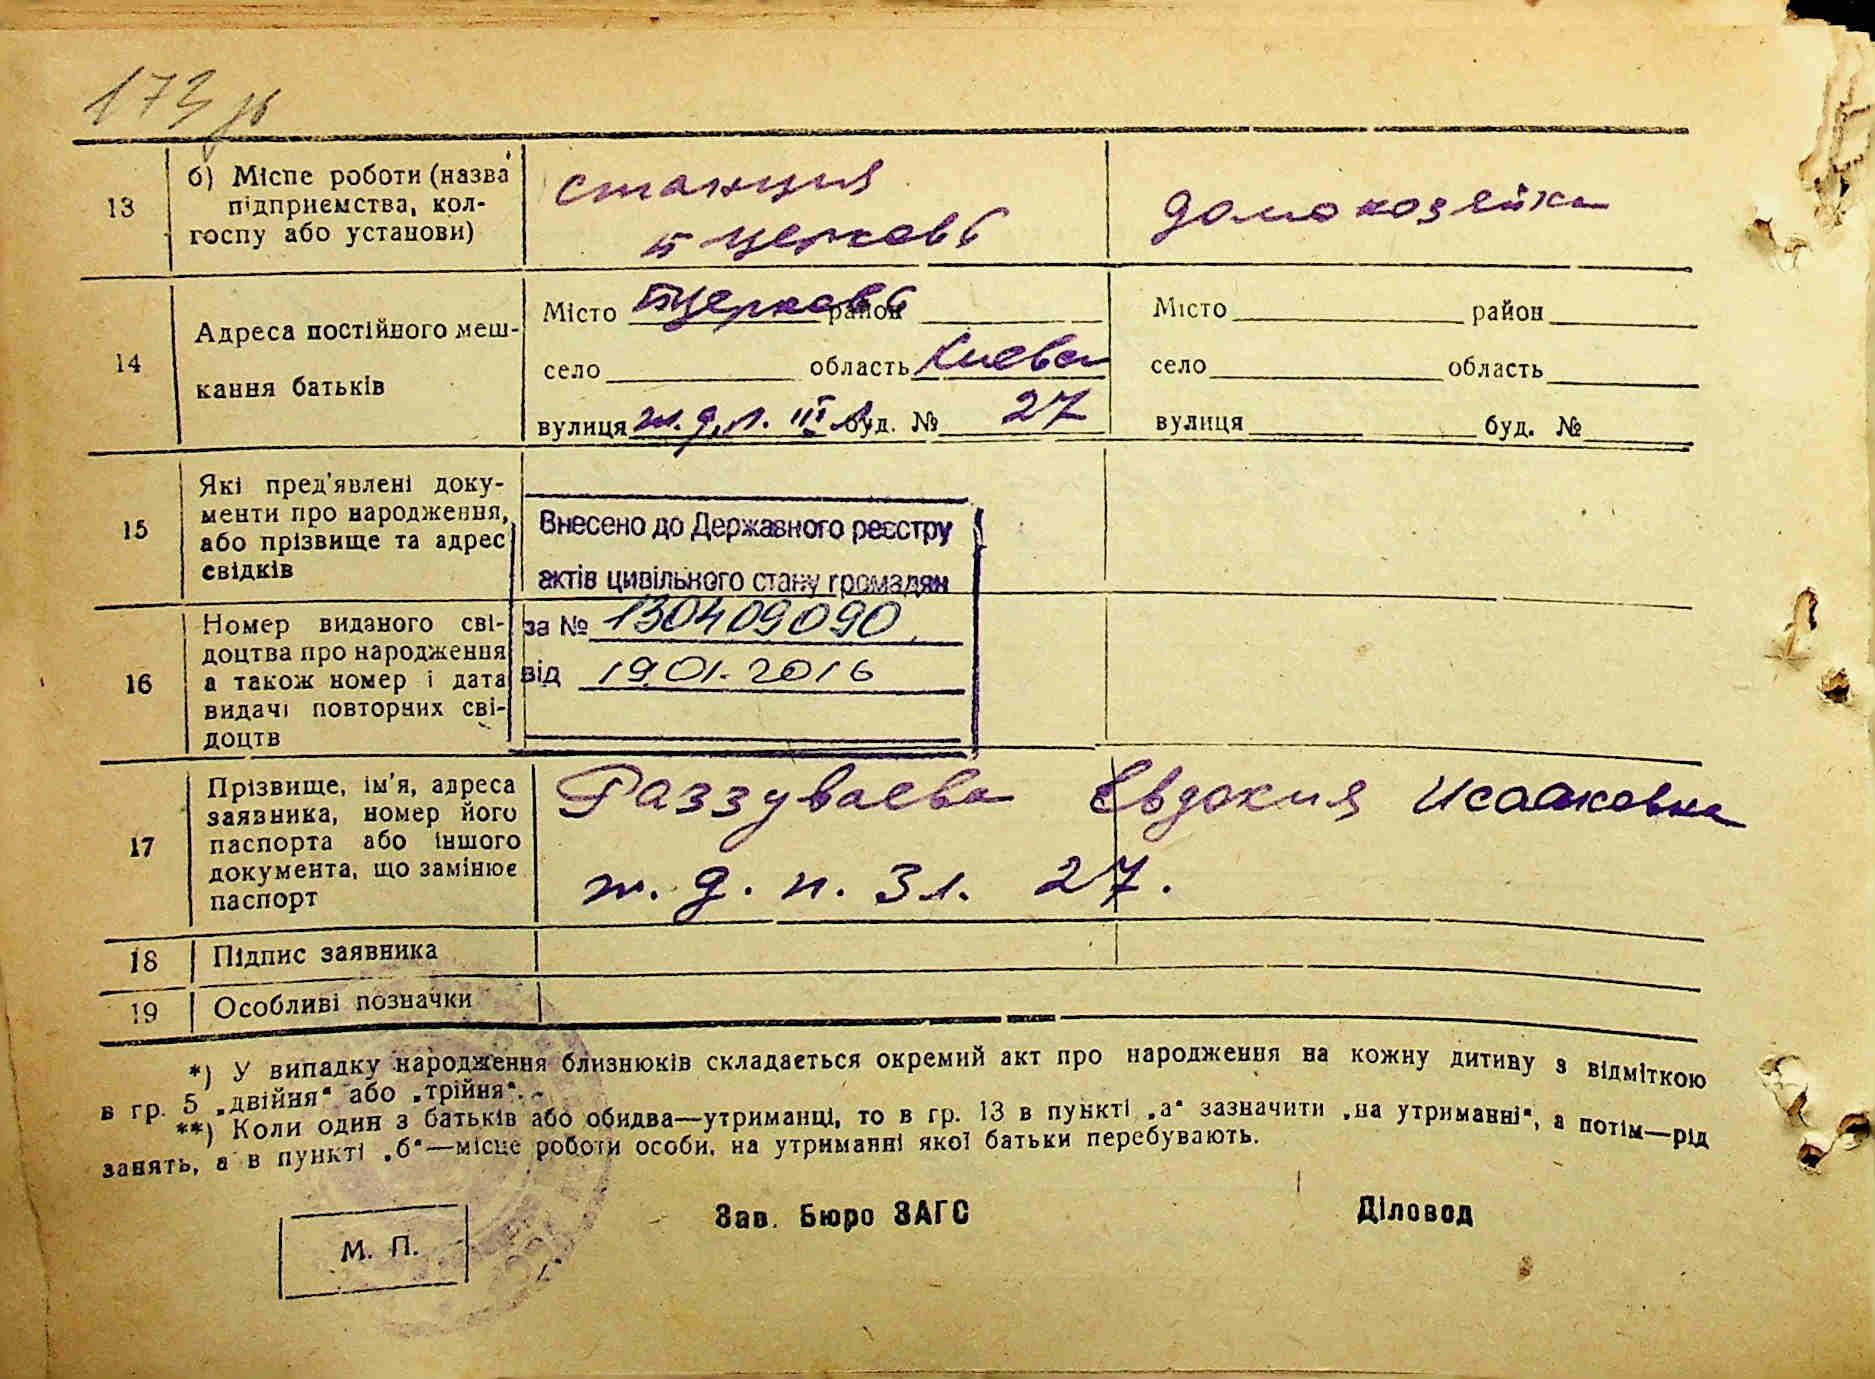 173 зв
13
б) Місце роботи (назва
підприємства, кол-
госпу або установи)
станция
Б церковь
домохозяйка
14
Адреса постійного меш-
кання батьків
Місто Бцерковь район
село область Киевск
вулиця ж.д.п. III л буд. № 27
Місто район
село область
вулиця буд. №
15
Які пред'явлені доку-
менти про народження,
або прізвище та адрес
свідків
Внесено до Державного реєстру
актів цивільного стану громадян
за № 130409090
від 19.01.2016
16
Номер виданого сві-
доцтва про народження
а також номер і дата
видачі повторних сві-
доцтв
17
Прізвище, ім'я, адреса
заявника, номер його
паспорта або іншого
документа, що замінює
паспорт
Раззуваева Евдокия Исааковна
ж. д. п. 3 л. 27.
18 Підпис заявника
19 Особливі позначки
*) У випадку народження близнюків складається окремий акт про народження на кожну дитину з відміткою
в гр. 5 „двійня“ або „трійня“.
**) Коли один з батьків або обидва—утриманці, то в гр. 13 в пункті „а“ зазначити „на утриманні“, а потім—рід
занять, а в пункті „б“—місце роботи особи, на утриманні якої батьки перебувають.
М. П.
Зав. Бюро ЗАГС
Діловод